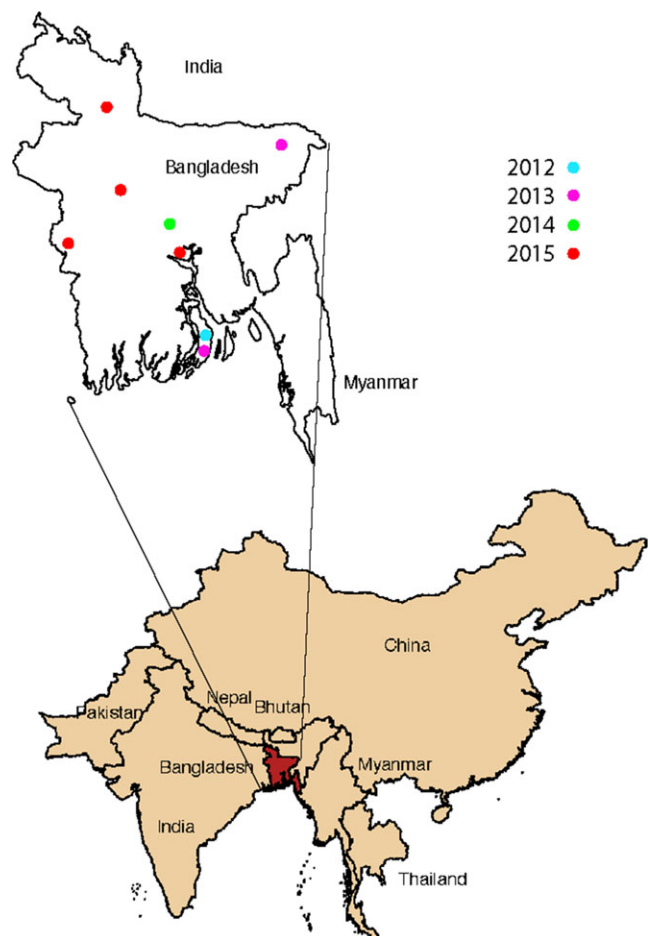 India
Bangladesh
2012
2013
2014
2015
Myanmar
China
Nepal
Bhutan
Pakistan
Bangladesh
Myanmar
India
Thailand